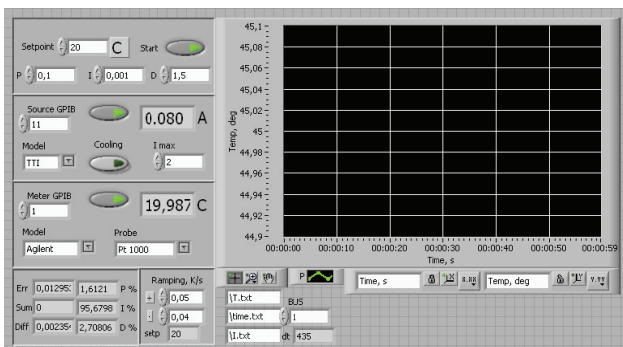 Setpoint 20 C Start
P 0,1 I 0,001 D 1,5
Source GPIB
11
0.080 A
Model Cooling I max
TTI 2
Meter GPIB
1
19,987 C
Model Probe
Agilent Pt 1000
Err 0,01295 1,6121 P %
Sum 0 95,6798 I %
Diff 0,00235 2,70806 D %
Ramping, K/s
+ 0,05
- 0,04
setp 20
45,1
45,08
45,06
45,04
45,02
45
44,98
44,96
44,94
44,92
44,9
Temp, deg
00:00:00 00:00:10 00:00:20 00:00:30 00:00:40 00:00:50 00:00:59
Time, s
P
Time, s X.XX Temp, deg Y.YY
\T.txt
BUS
\time.txt 1
\I.txt dt 435